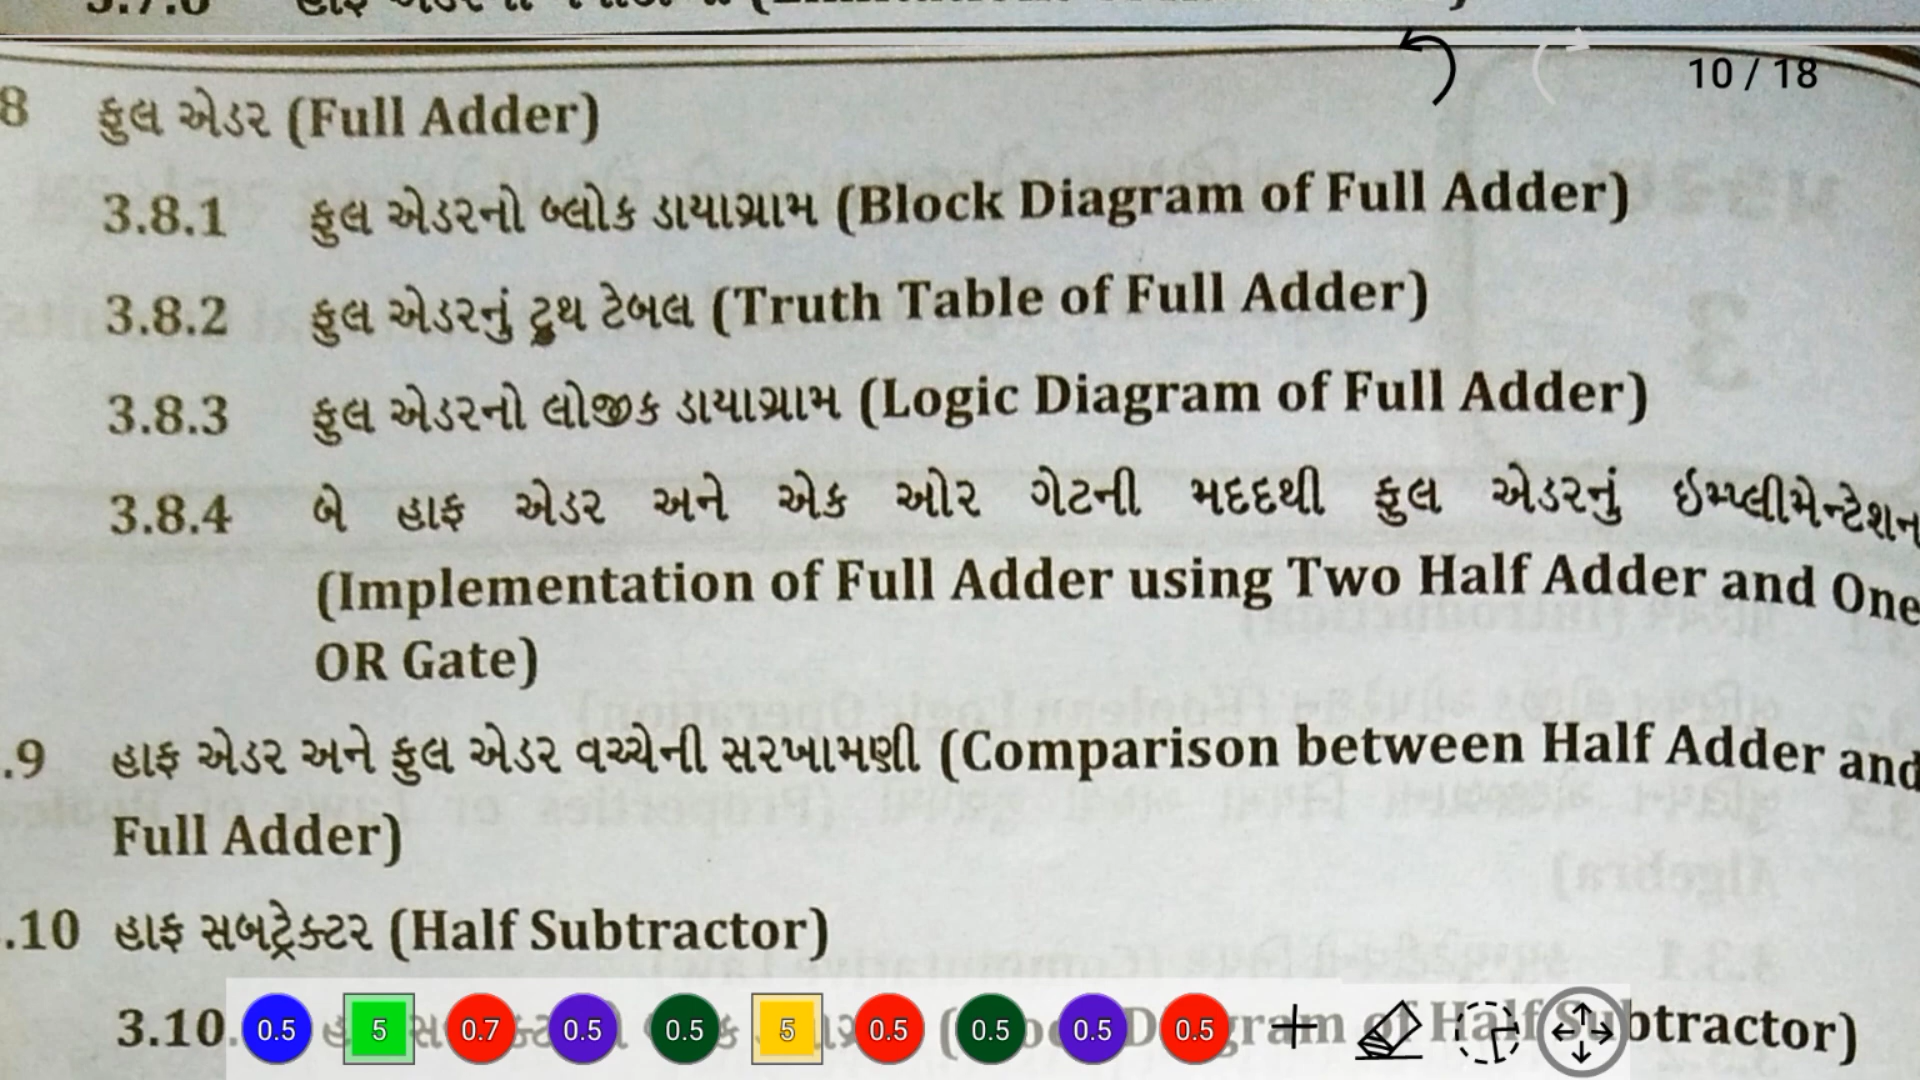 10 / 18
8 ફુલ એડર (Full Adder)
3.8.1 ફુલ એડરનો બ્લોક ડાયાગ્રામ (Block Diagram of Full Adder)
3.8.2 ફુલ એડરનું ટ્રુથ ટેબલ (Truth Table of Full Adder)
3.8.3 ફુલ એડરનો લોજીક ડાયાગ્રામ (Logic Diagram of Full Adder)
3.8.4 બે હાફ એડર અને એક ઓર ગેટની મદદથી ફુલ એડરનું ઈમ્પ્લીમેન્ટેશન
(Implementation of Full Adder using Two Half Adder and One
OR Gate)
.9 હાફ એડર અને ફુલ એડર વચ્ચેની સરખામણી (Comparison between Half Adder and
Full Adder)
.10 હાફ સબટ્રેક્ટર (Half Subtractor)
3.10. of Half Subtractor)
0.5 5 0.7 0.5 0.5 5 0.5 0.5 0.5 0.5